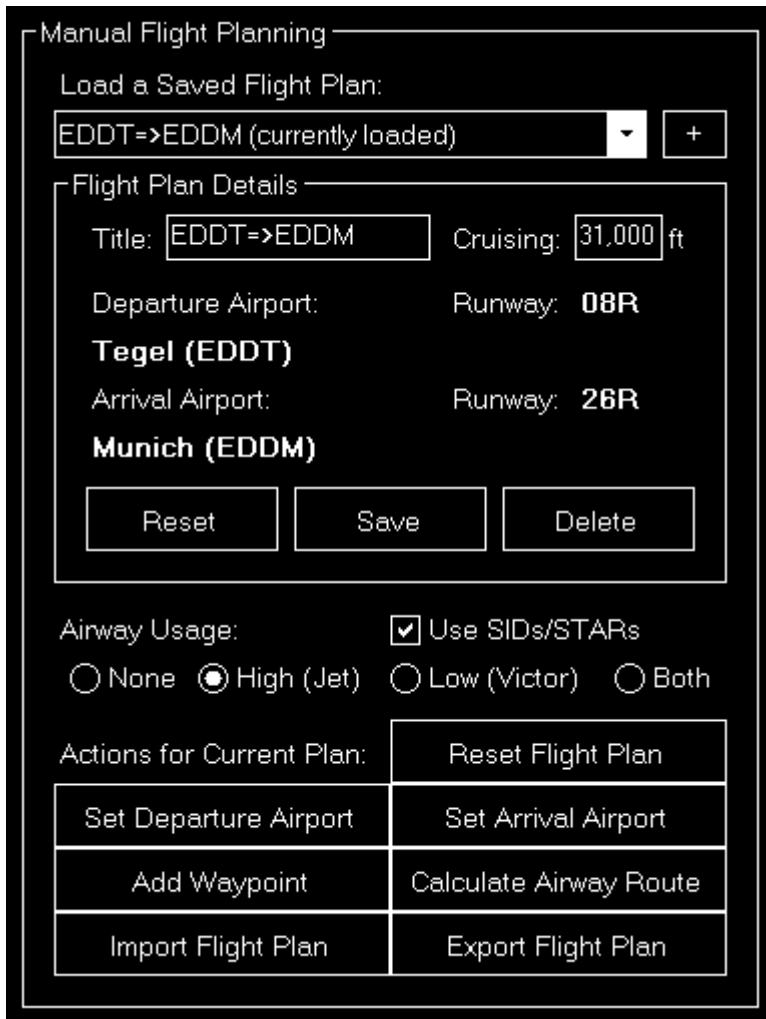 Manual Flight Planning
Load a Saved Flight Plan:
EDDT=>EDDM (currently loaded)
+
Flight Plan Details
Title: EDDT=>EDDM Cruising: 31,000 ft
Departure Airport: Runway: 08R
Tegel (EDDT)
Arrival Airport: Runway: 26R
Munich (EDDM)
Reset Save Delete
Airway Usage: Use SIDs/STARs
None High (Jet) Low (Victor) Both
Actions for Current Plan: Reset Flight Plan
Set Departure Airport Set Arrival Airport
Add Waypoint Calculate Airway Route
Import Flight Plan Export Flight Plan